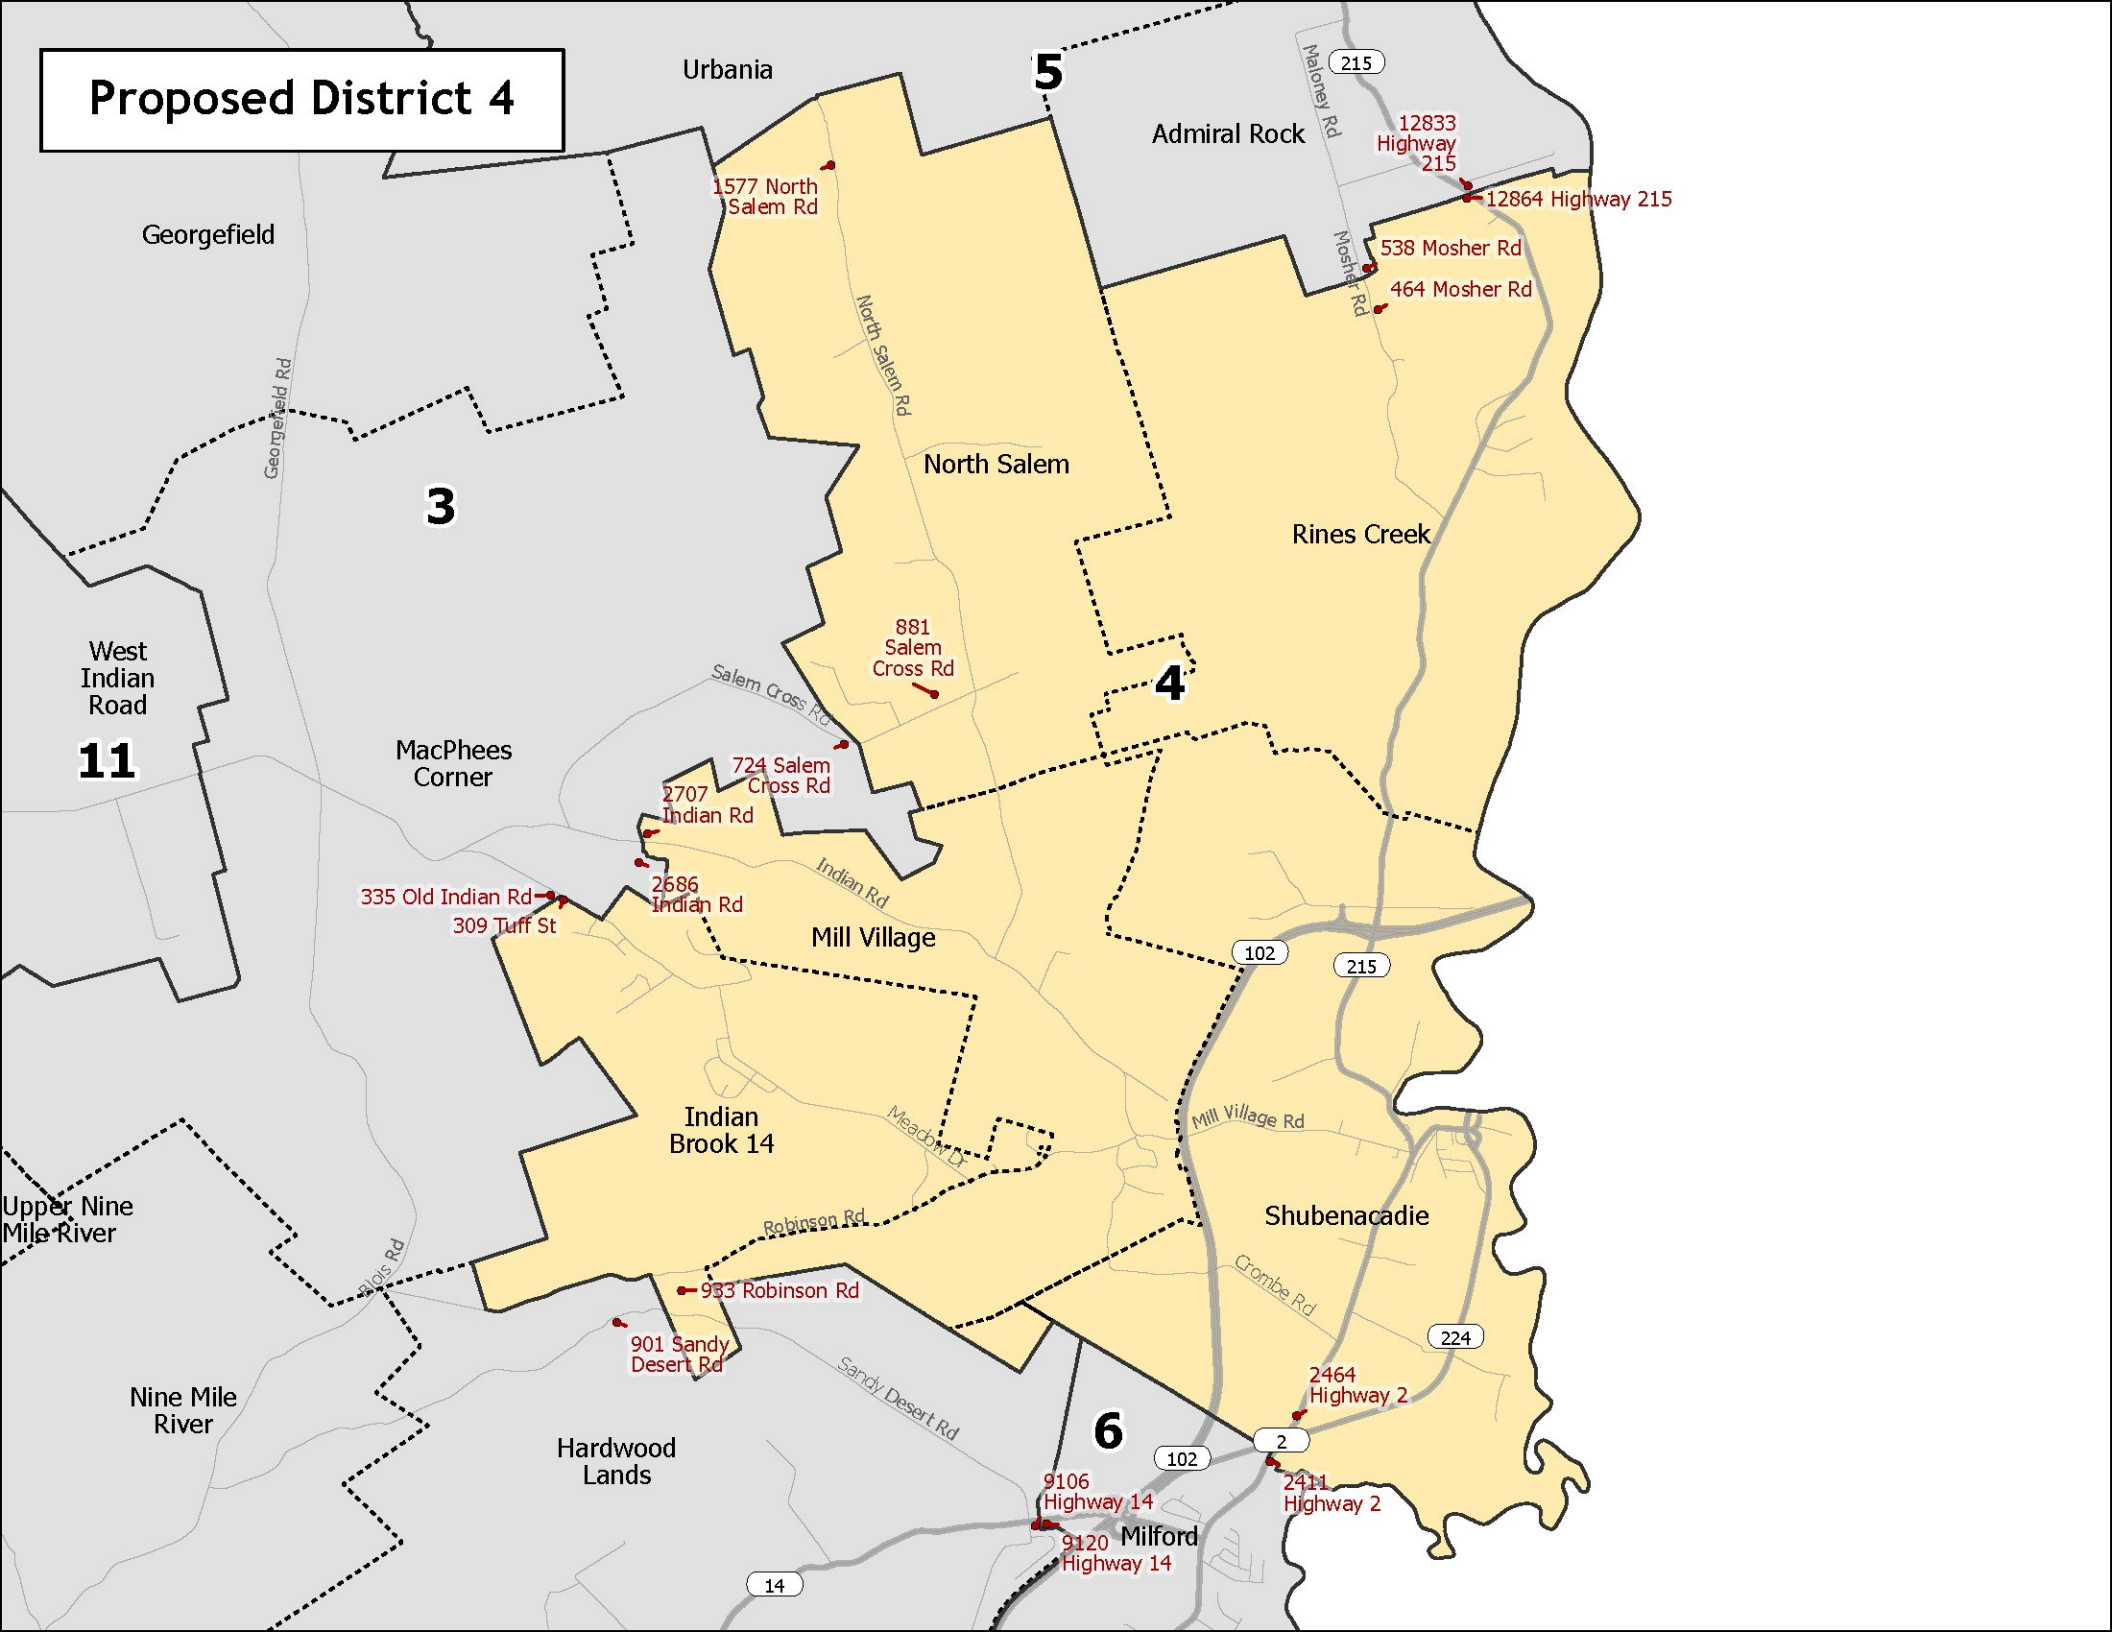 Proposed District 4
Urbania
5
215
Maloney Rd
Admiral Rock
12833
Highway
215
1577 North
Salem Rd
12864 Highway 215
Georgefield
Mosher Rd
538 Mosher Rd
464 Mosher Rd
North Salem Rd
Georgefield Rd
North Salem
3
Rines Creek
881
Salem
Cross Rd
West
Indian
Road
11
Salem Cross Rd
4
MacPhees
Corner
724 Salem
Cross Rd
2707
Indian Rd
Indian Rd
2686
Indian Rd
335 Old Indian Rd
309 Tuff St
Mill Village
102
215
Indian
Brook 14
Meadow Dr
Mill Village Rd
Upper Nine
Mile River
Robinson Rd
Shubenacadie
Blois Rd
Crombe Rd
933 Robinson Rd
901 Sandy
Desert Rd
224
Nine Mile
River
Sandy Desert Rd
2464
Highway 2
6
2
Hardwood
Lands
102
9106
Highway 14
2411
Highway 2
Milford
9120
Highway 14
14